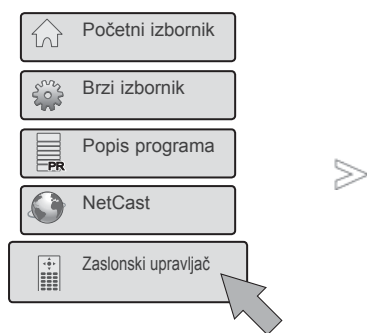 Početni izbornik
Brzi izbornik
Popis programa
PR
NetCast
Zaslonski upravljač